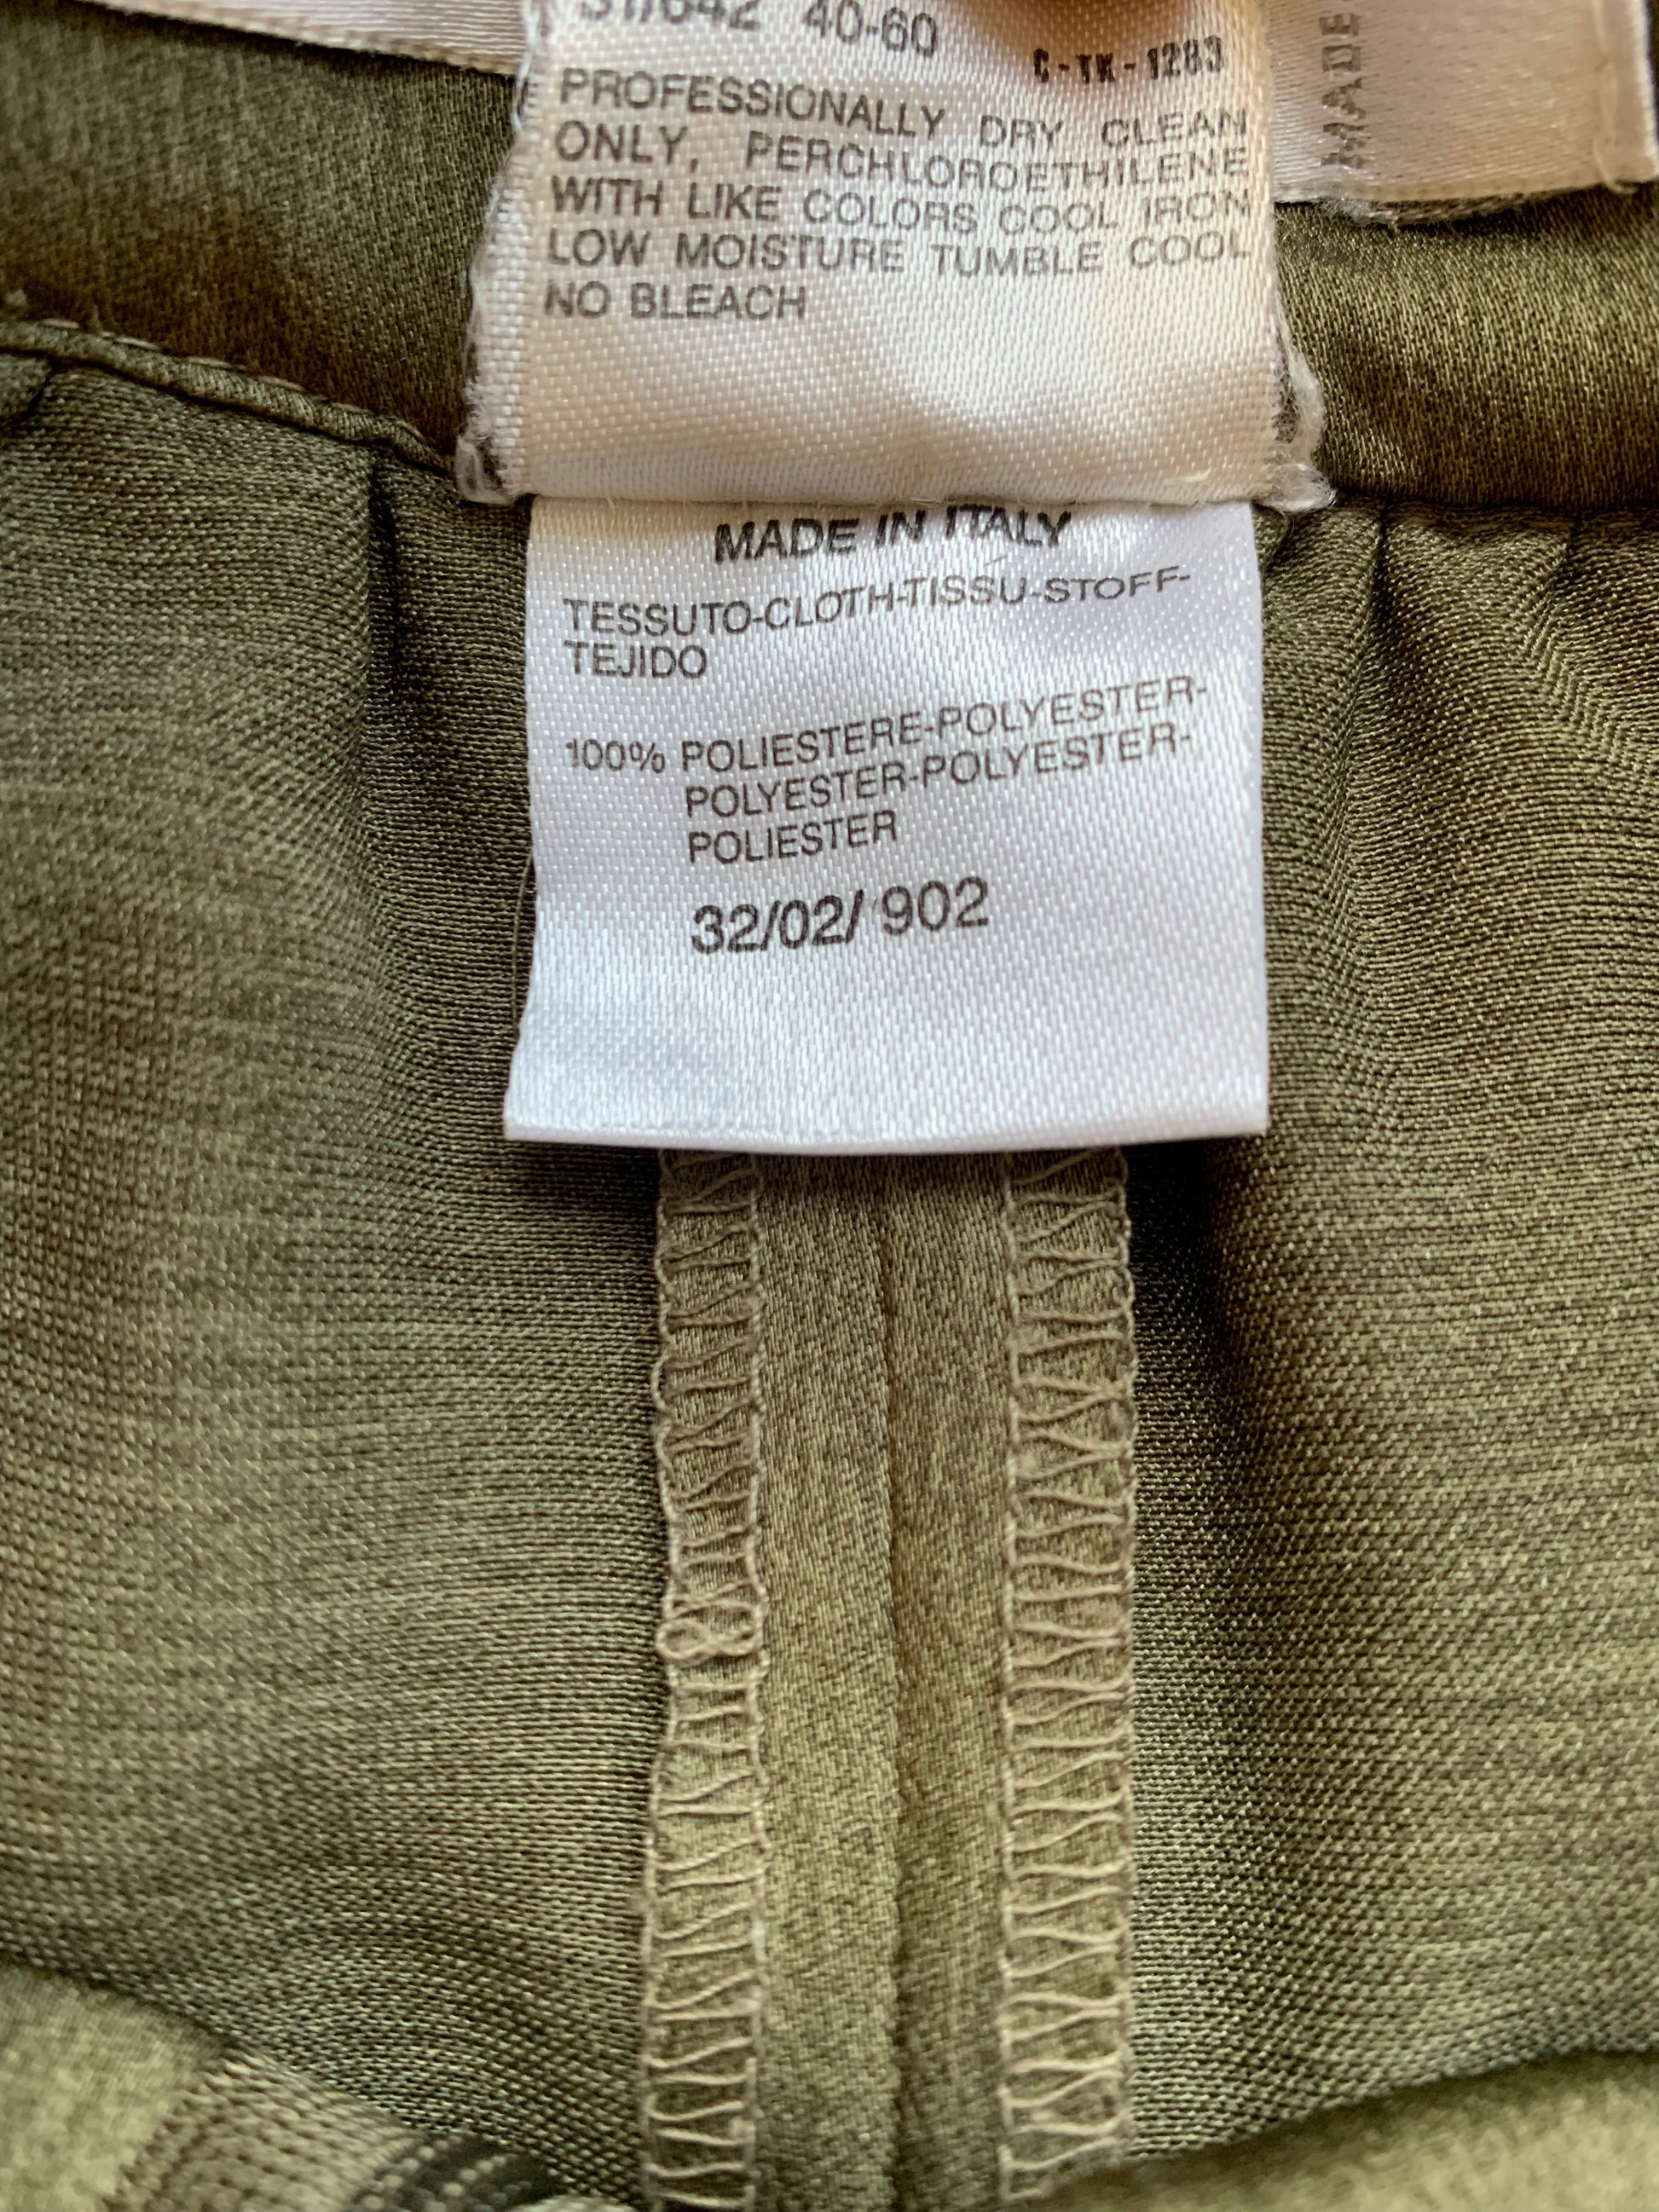 40-60
C-TK-1283
PROFESSIONALLY DRY CLEAN
ONLY, PERCHLOROETHILENE
WITH LIKE COLORS COOL IRON
LOW MOISTURE TUMBLE COOL
NO BLEACH
MADE
MADE IN ITALY
TESSUTO-CLOTH-TISSU-STOFF-
TEJIDO
100% POLIESTERE-POLYESTER-
POLYESTER-POLYESTER-
POLIESTER
32/02/902